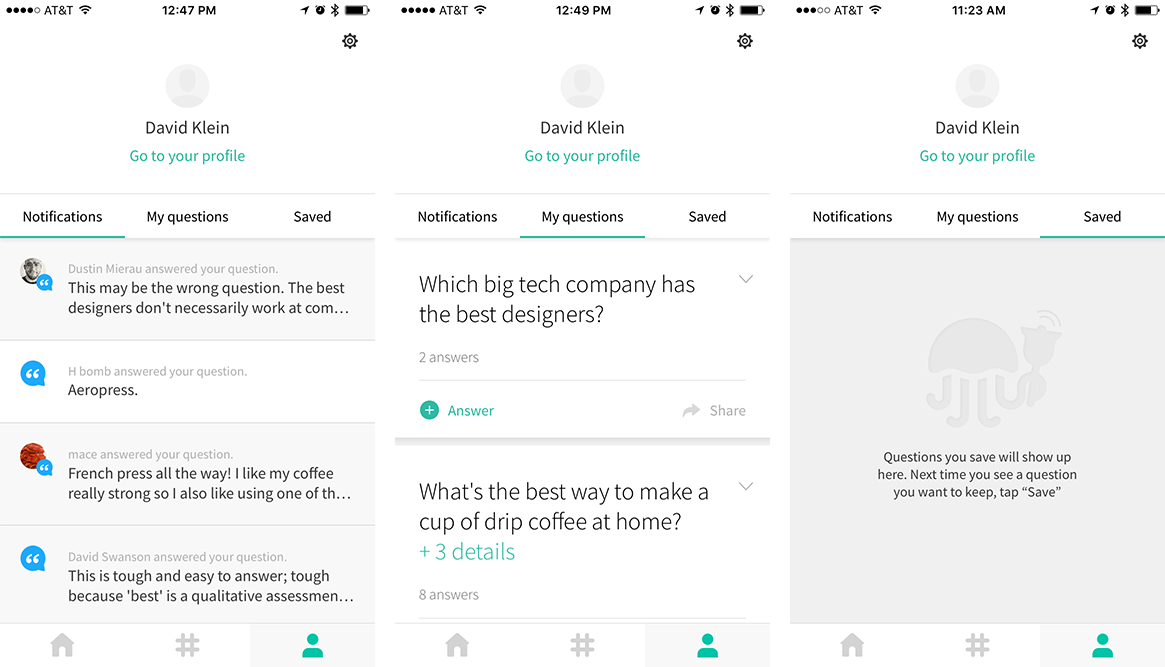 AT&T 12:47 PM
David Klein
Go to your profile
Notifications My questions Saved
Dustin Mierau answered your question.
This may be the wrong question. The best
designers don't necessarily work at com…
H bomb answered your question.
Aeropress.
mace answered your question.
French press all the way! I like my coffee
really strong so I also like using one of th…
David Swanson answered your question.
This is tough and easy to answer; tough
because 'best' is a qualitative assessmen…
AT&T 12:49 PM
David Klein
Go to your profile
Notifications My questions Saved
Which big tech company has
the best designers?
2 answers
Answer Share
What's the best way to make a
cup of drip coffee at home?
+ 3 details
8 answers
AT&T 11:23 AM
David Klein
Go to your profile
Notifications My questions Saved
Questions you save will show up
here. Next time you see a question
you want to keep, tap “Save”